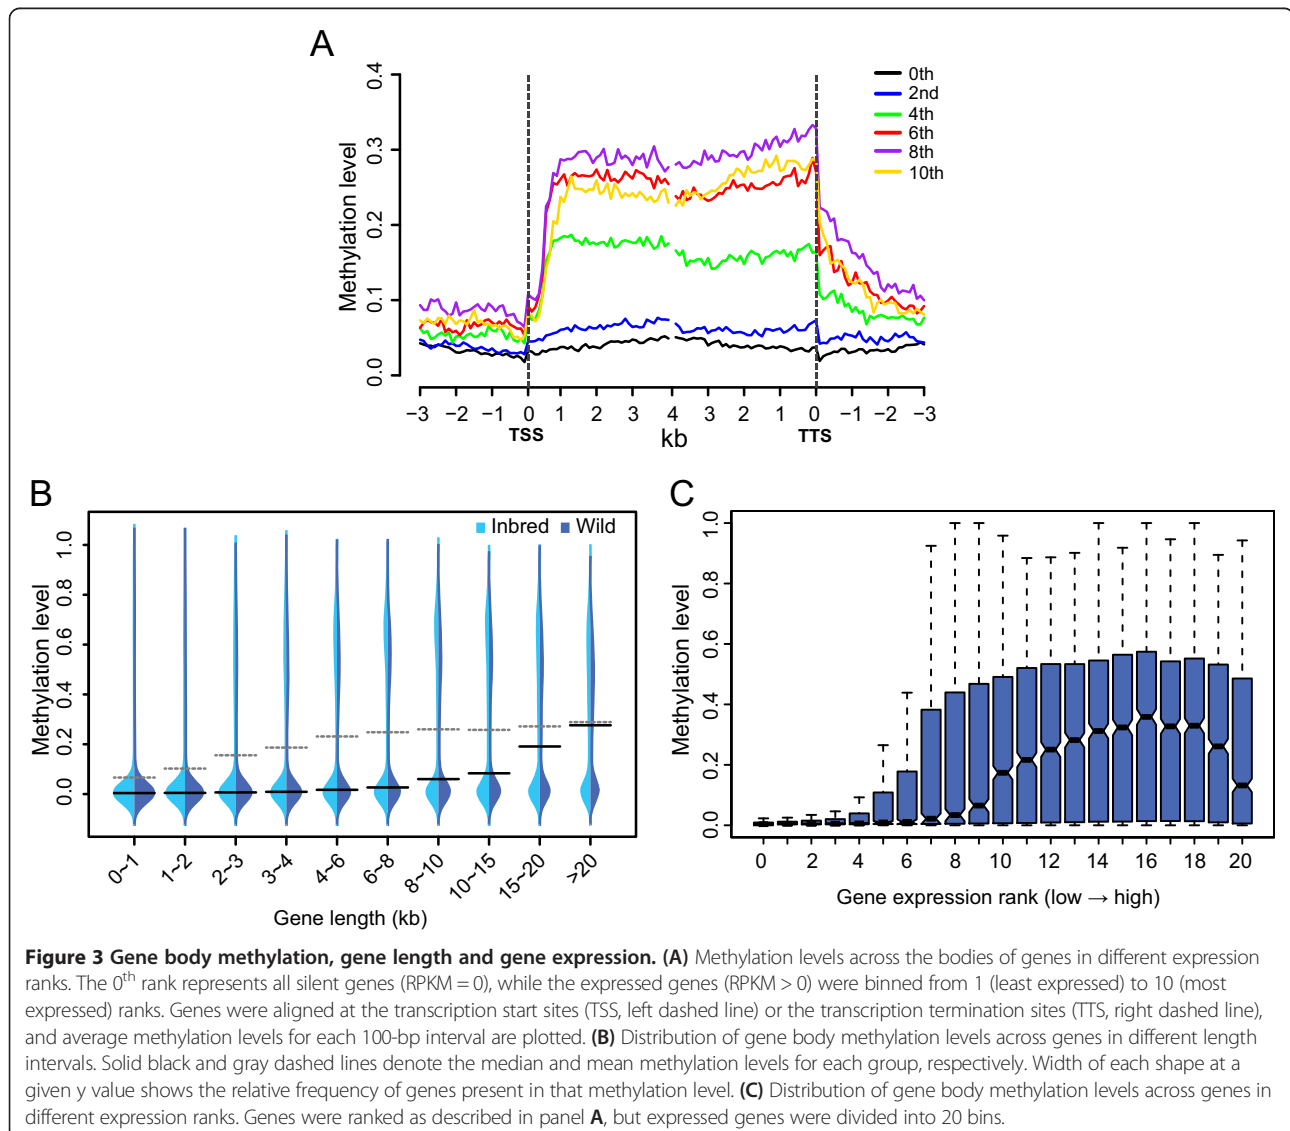 A
0th
2nd
4th
6th
8th
10th
Methylation level
0.4
0.3
0.2
0.1
0.0
−3 −2 −1 0 1 2 3 4 3 2 1 0 −1 −2 −3
TSS kb TTS
B
Inbred Wild
Methylation level
1.0
0.8
0.6
0.4
0.2
0.0
0~1 1~2 2~3 3~4 4~6 6~8 8~10 10~15 15~20 >20
Gene length (kb)
C
Methylation level
1.0
0.8
0.6
0.4
0.2
0.0
0 2 4 6 8 10 12 14 16 18 20
Gene expression rank (low → high)
Figure 3 Gene body methylation, gene length and gene expression. (A) Methylation levels across the bodies of genes in different expression
ranks. The 0th rank represents all silent genes (RPKM = 0), while the expressed genes (RPKM > 0) were binned from 1 (least expressed) to 10 (most
expressed) ranks. Genes were aligned at the transcription start sites (TSS, left dashed line) or the transcription termination sites (TTS, right dashed line),
and average methylation levels for each 100-bp interval are plotted. (B) Distribution of gene body methylation levels across genes in different length
intervals. Solid black and gray dashed lines denote the median and mean methylation levels for each group, respectively. Width of each shape at a
given y value shows the relative frequency of genes present in that methylation level. (C) Distribution of gene body methylation levels across genes in
different expression ranks. Genes were ranked as described in panel A, but expressed genes were divided into 20 bins.